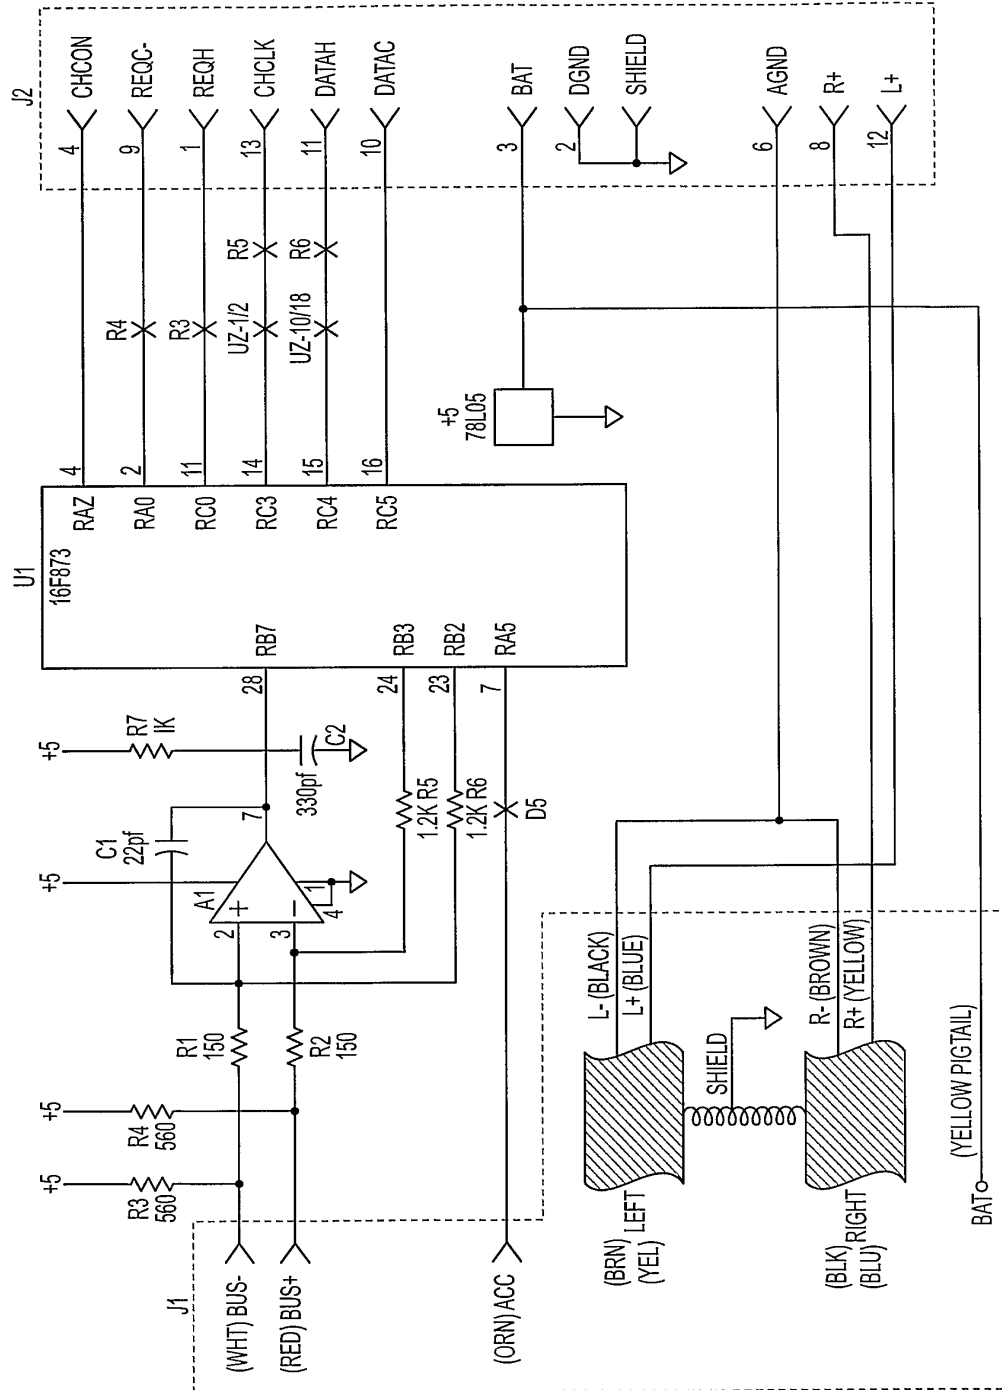 J2
CHCON
REQC-
REQH
CHCLK
DATAH
DATAC
BAT
DGND
SHIELD
AGND
R+
L+
4
9
1
13
11
10
3
2
6
8
12
R4
R3
UZ-1/2
R5
UZ-10/18
R6
+5
78L05
U1
16F873
4
2
11
14
15
16
RAZ
RA0
RC0
RC3
RC4
RC5
RB7
RB3
RB2
RA5
28
24
23
7
+5
R7
IK
330pf
C2
1.2K R5
1.2K R6
D5
C1
22pf
7
+5
A1
+
−
1
4
2
3
R1
150
R2
150
+5
R4
560
+5
R3
560
J1
(WHT) BUS-
(RED) BUS+
(ORN) ACC
L- (BLACK)
L+ (BLUE)
R- (BROWN)
R+ (YELLOW)
SHIELD
(BRN)
LEFT
(YEL)
(BLK)
RIGHT
(BLU)
(YELLOW PIGTAIL)
BAT